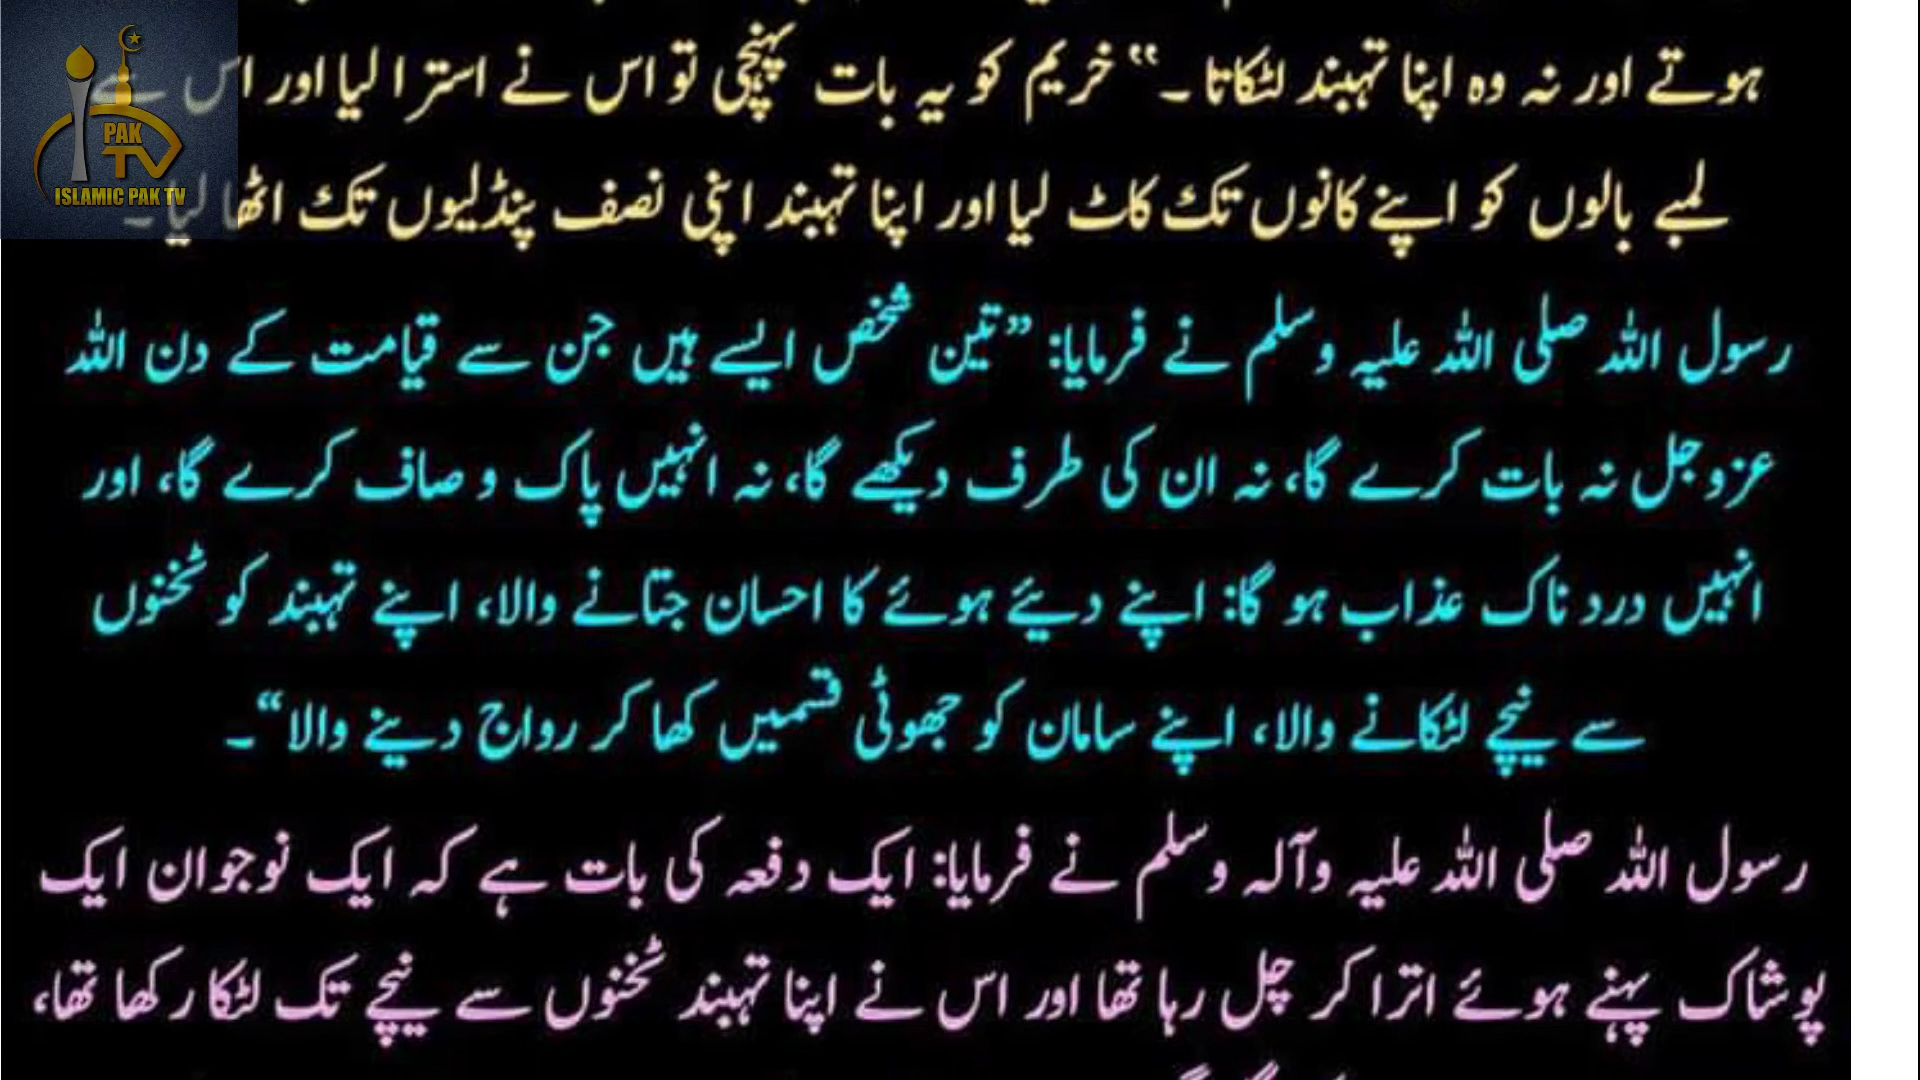 ہوتے اور نہ وہ اپنا تہبند لٹکاتا۔“ خریم کو یہ بات پہنچی تو اس نے استرا لیا اور اس سے
لمبے بالوں کو اپنے کانوں تک کاٹ لیا اور اپنا تہبند اپنی نصف پنڈلیوں تک اٹھا لیا۔
رسول اللہ صلی اللہ علیہ وسلم نے فرمایا: ”تین شخص ایسے ہیں جن سے قیامت کے دن اللہ
عزوجل نہ بات کرے گا، نہ ان کی طرف دیکھے گا، نہ انہیں پاک و صاف کرے گا، اور
انہیں درد ناک عذاب ہو گا: اپنے دیئے ہوئے کا احسان جتانے والا، اپنے تہبند کو ٹخنوں
سے نیچے لٹکانے والا، اپنے سامان کو جھوٹی قسمیں کھا کر رواج دینے والا“۔
رسول اللہ صلی اللہ علیہ وآلہ وسلم نے فرمایا: ایک دفعہ کی بات ہے کہ ایک نوجوان ایک
پوشاک پہنے ہوئے اترا کر چل رہا تھا اور اس نے اپنا تہبند ٹخنوں سے نیچے تک لٹکا رکھا تھا،
PAK
TV
ISLAMIC PAK TV